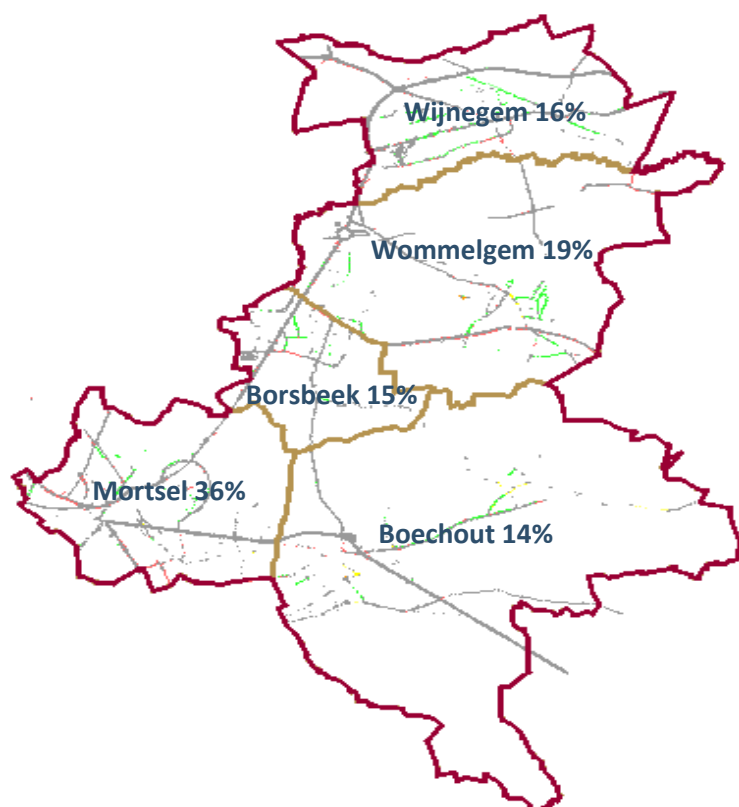 Wijnegem 16%
Wommelgem 19%
Borsbeek 15%
Mortsel 36%
Boechout 14%